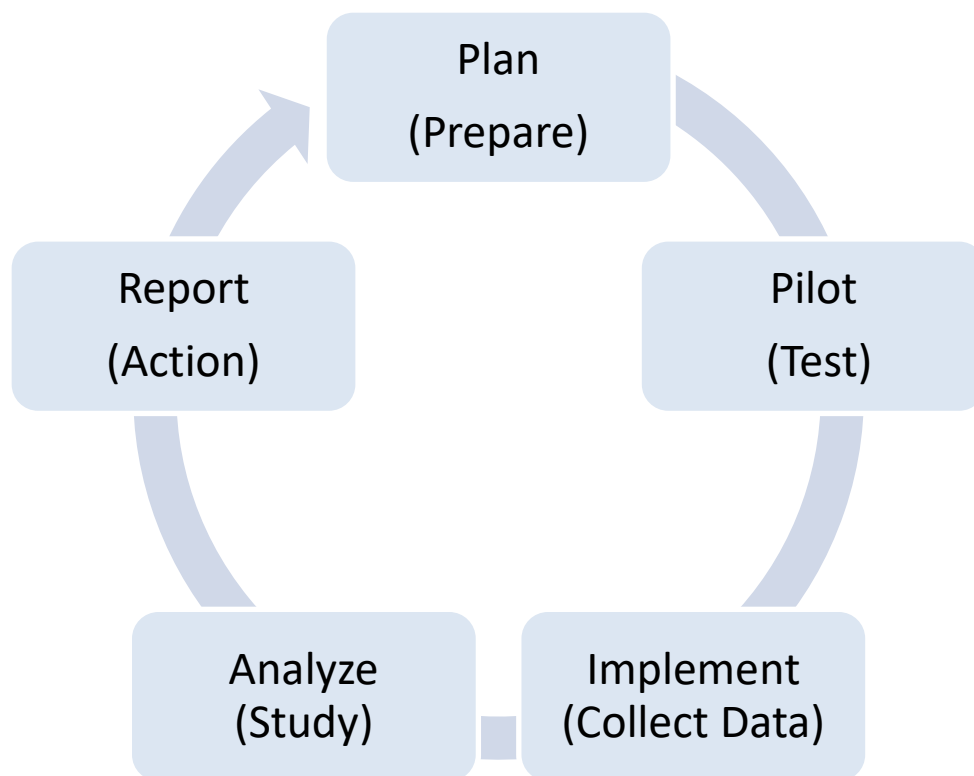 Plan
(Prepare)
Pilot
(Test)
Implement
(Collect Data)
Analyze
(Study)
Report
(Action)